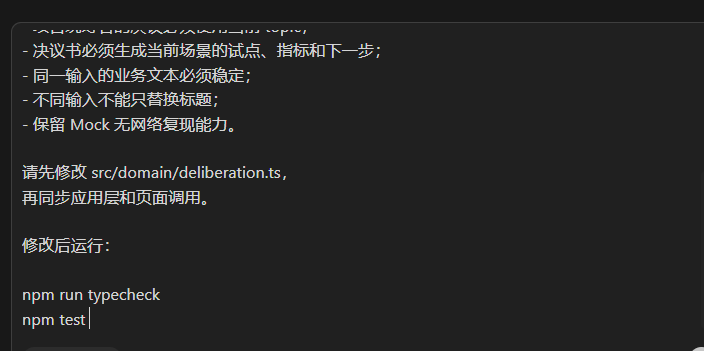 - 决议书必须生成当前场景的试点、指标和下一步；
- 同一输入的业务文本必须稳定；
- 不同输入不能只替换标题；
- 保留 Mock 无网络复现能力。
请先修改 src/domain/deliberation.ts，
再同步应用层和页面调用。
修改后运行：
npm run typecheck
npm test